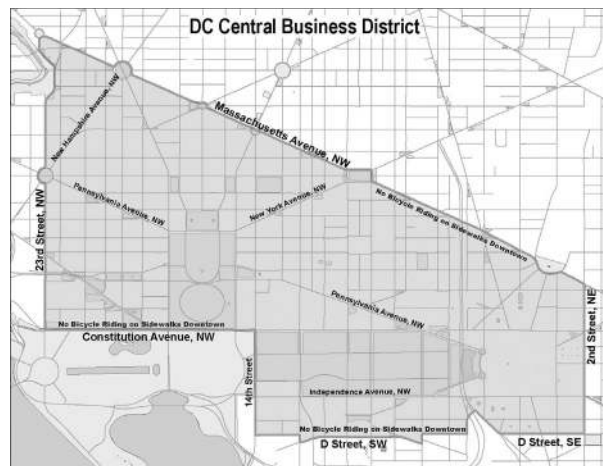 DC Central Business District
New Hampshire Avenue, NW
Massachusetts Avenue, NW
Pennsylvania Avenue, NW
New York Avenue, NW
No Bicycle Riding on Sidewalks Downtown
23rd Street, NW
Pennsylvania Avenue, NW
2nd Street, NE
No Bicycle Riding on Sidewalks Downtown
Constitution Avenue, NW
14th Street
Independence Avenue, NW
No Bicycle Riding on Sidewalks Downtown
D Street, SW
D Street, SE